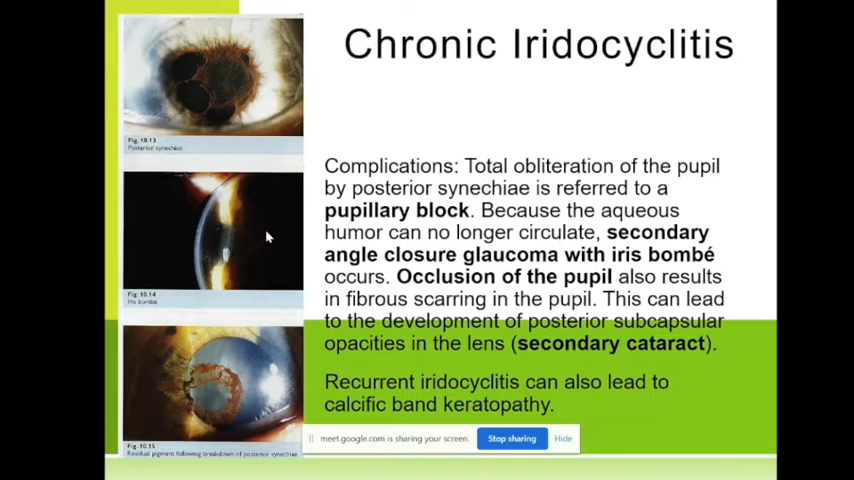 Chronic Iridocyclitis
Fig. 10.13
Posterior synechiae
Fig. 10.14
Iris bombé
Fig. 10.15
Residual pigment following breakdown of posterior synechiae
Complications: Total obliteration of the pupil
by posterior synechiae is referred to a
pupillary block. Because the aqueous
humor can no longer circulate, secondary
angle closure glaucoma with iris bombé
occurs. Occlusion of the pupil also results
in fibrous scarring in the pupil. This can lead
to the development of posterior subcapsular
opacities in the lens (secondary cataract).
Recurrent iridocyclitis can also lead to
calcific band keratopathy.
meet.google.com is sharing your screen.
Stop sharing
Hide